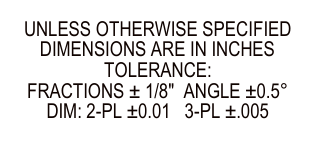 UNLESS OTHERWISE SPECIFIED
DIMENSIONS ARE IN INCHES
TOLERANCE:
FRACTIONS ± 1/8" ANGLE ±0.5°
DIM: 2-PL ±0.01 3-PL ±.005